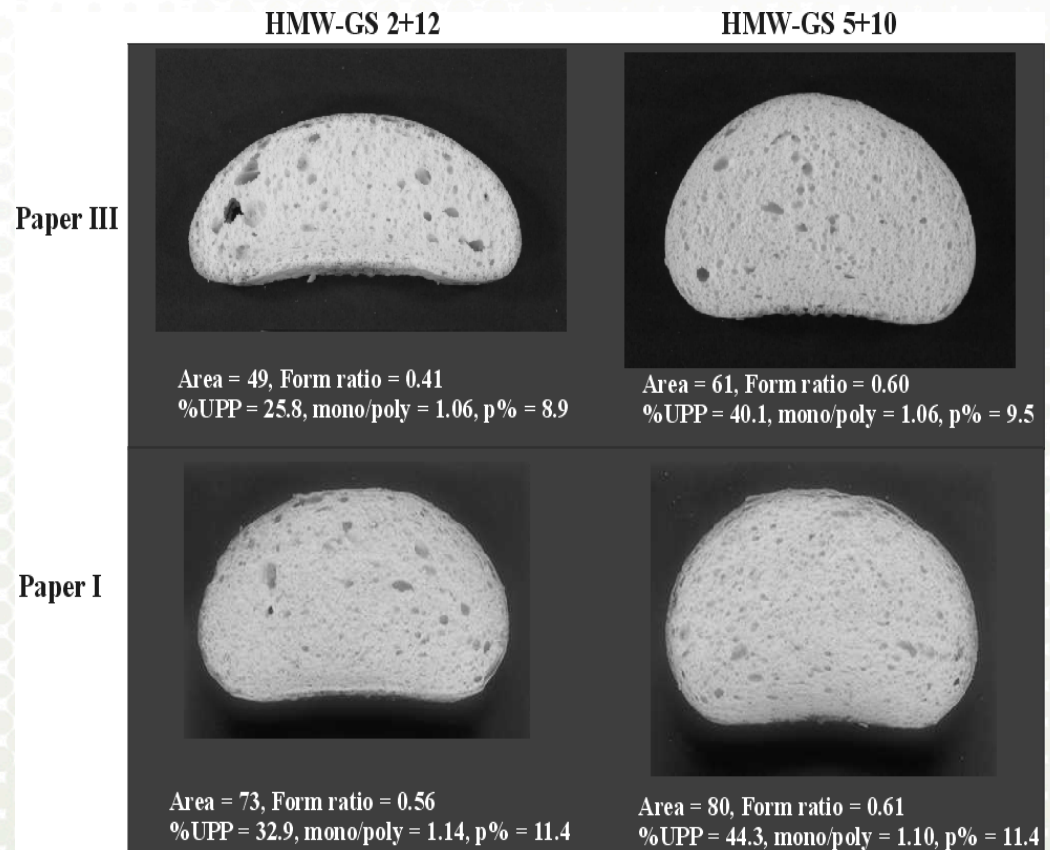 HMW-GS 2+12
HMW-GS 5+10
Paper III
Area = 49, Form ratio = 0.41
%UPP = 25.8, mono/poly = 1.06, p% = 8.9
Area = 61, Form ratio = 0.60
%UPP = 40.1, mono/poly = 1.06, p% = 9.5
Paper I
Area = 73, Form ratio = 0.56
%UPP = 32.9, mono/poly = 1.14, p% = 11.4
Area = 80, Form ratio = 0.61
%UPP = 44.3, mono/poly = 1.10, p% = 11.4